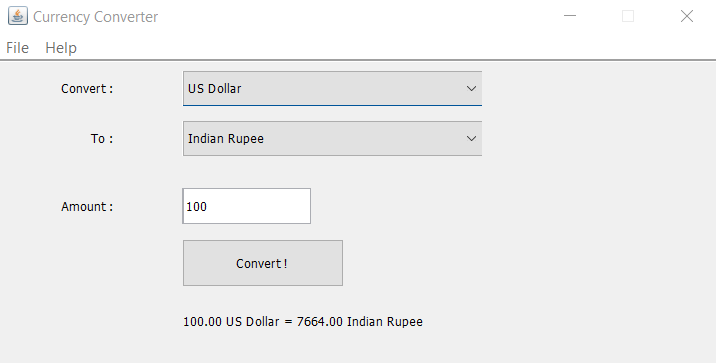 Currency Converter
File Help
Convert :
US Dollar
To :
Indian Rupee
Amount :
100
Convert !
100.00 US Dollar = 7664.00 Indian Rupee